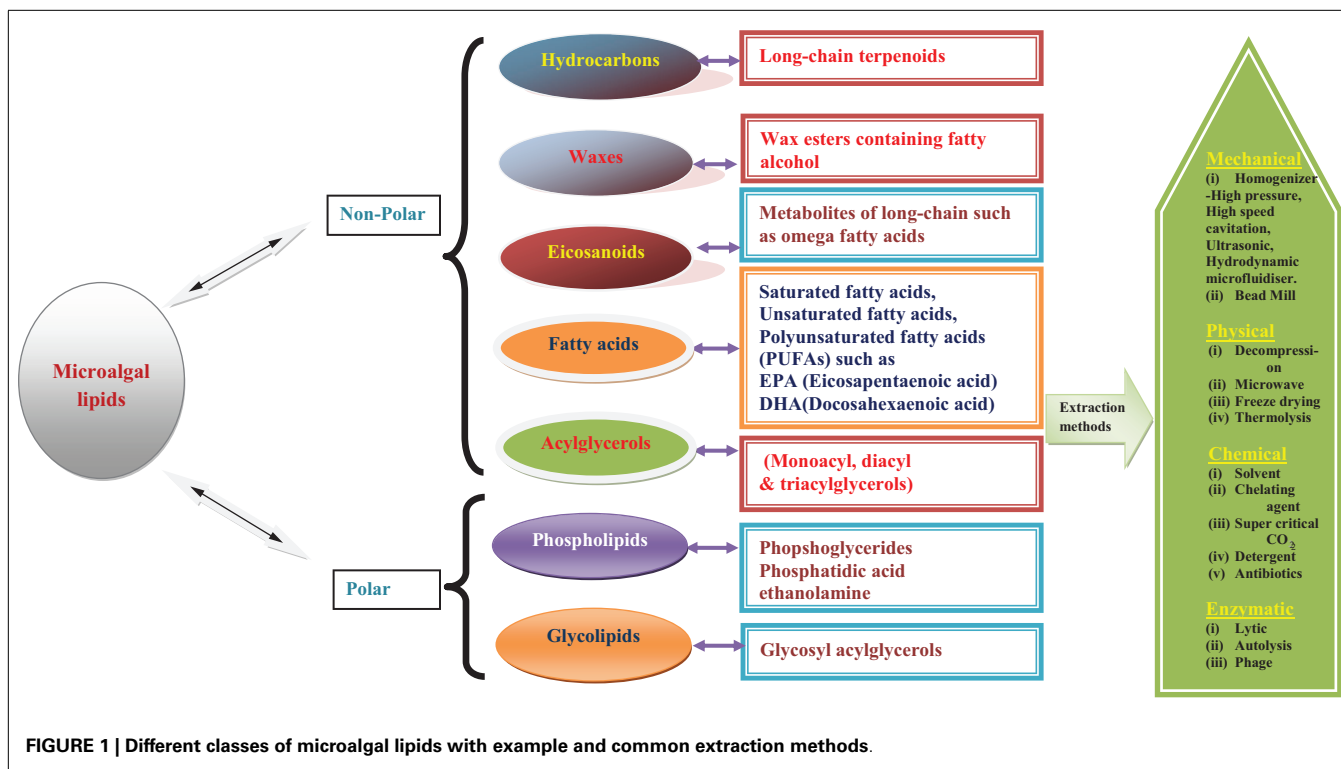 Microalgal
lipids
Non-Polar
Polar
Hydrocarbons
Long-chain terpenoids
Waxes
Wax esters containing fatty
alcohol
Eicosanoids
Metabolites of long-chain such
as omega fatty acids
Fatty acids
Saturated fatty acids,
Unsaturated fatty acids,
Polyunsaturated fatty acids
(PUFAs) such as
EPA (Eicosapentaenoic acid)
DHA(Docosahexaenoic acid)
Acylglycerols
(Monoacyl, diacyl
& triacylglycerols)
Phospholipids
Phopshoglycerides
Phosphatidic acid
ethanolamine
Glycolipids
Glycosyl acylglycerols
Extraction
methods
Mechanical
(i) Homogenizer
-High pressure,
High speed
cavitation,
Ultrasonic,
Hydrodynamic
microfluidiser.
(ii) Bead Mill
Physical
(i) Decompressi-
on
(ii) Microwave
(iii) Freeze drying
(iv) Thermolysis
Chemical
(i) Solvent
(ii) Chelating
agent
(iii) Super critical
CO2
(iv) Detergent
(v) Antibiotics
Enzymatic
(i) Lytic
(ii) Autolysis
(iii) Phage
FIGURE 1 | Different classes of microalgal lipids with example and common extraction methods.